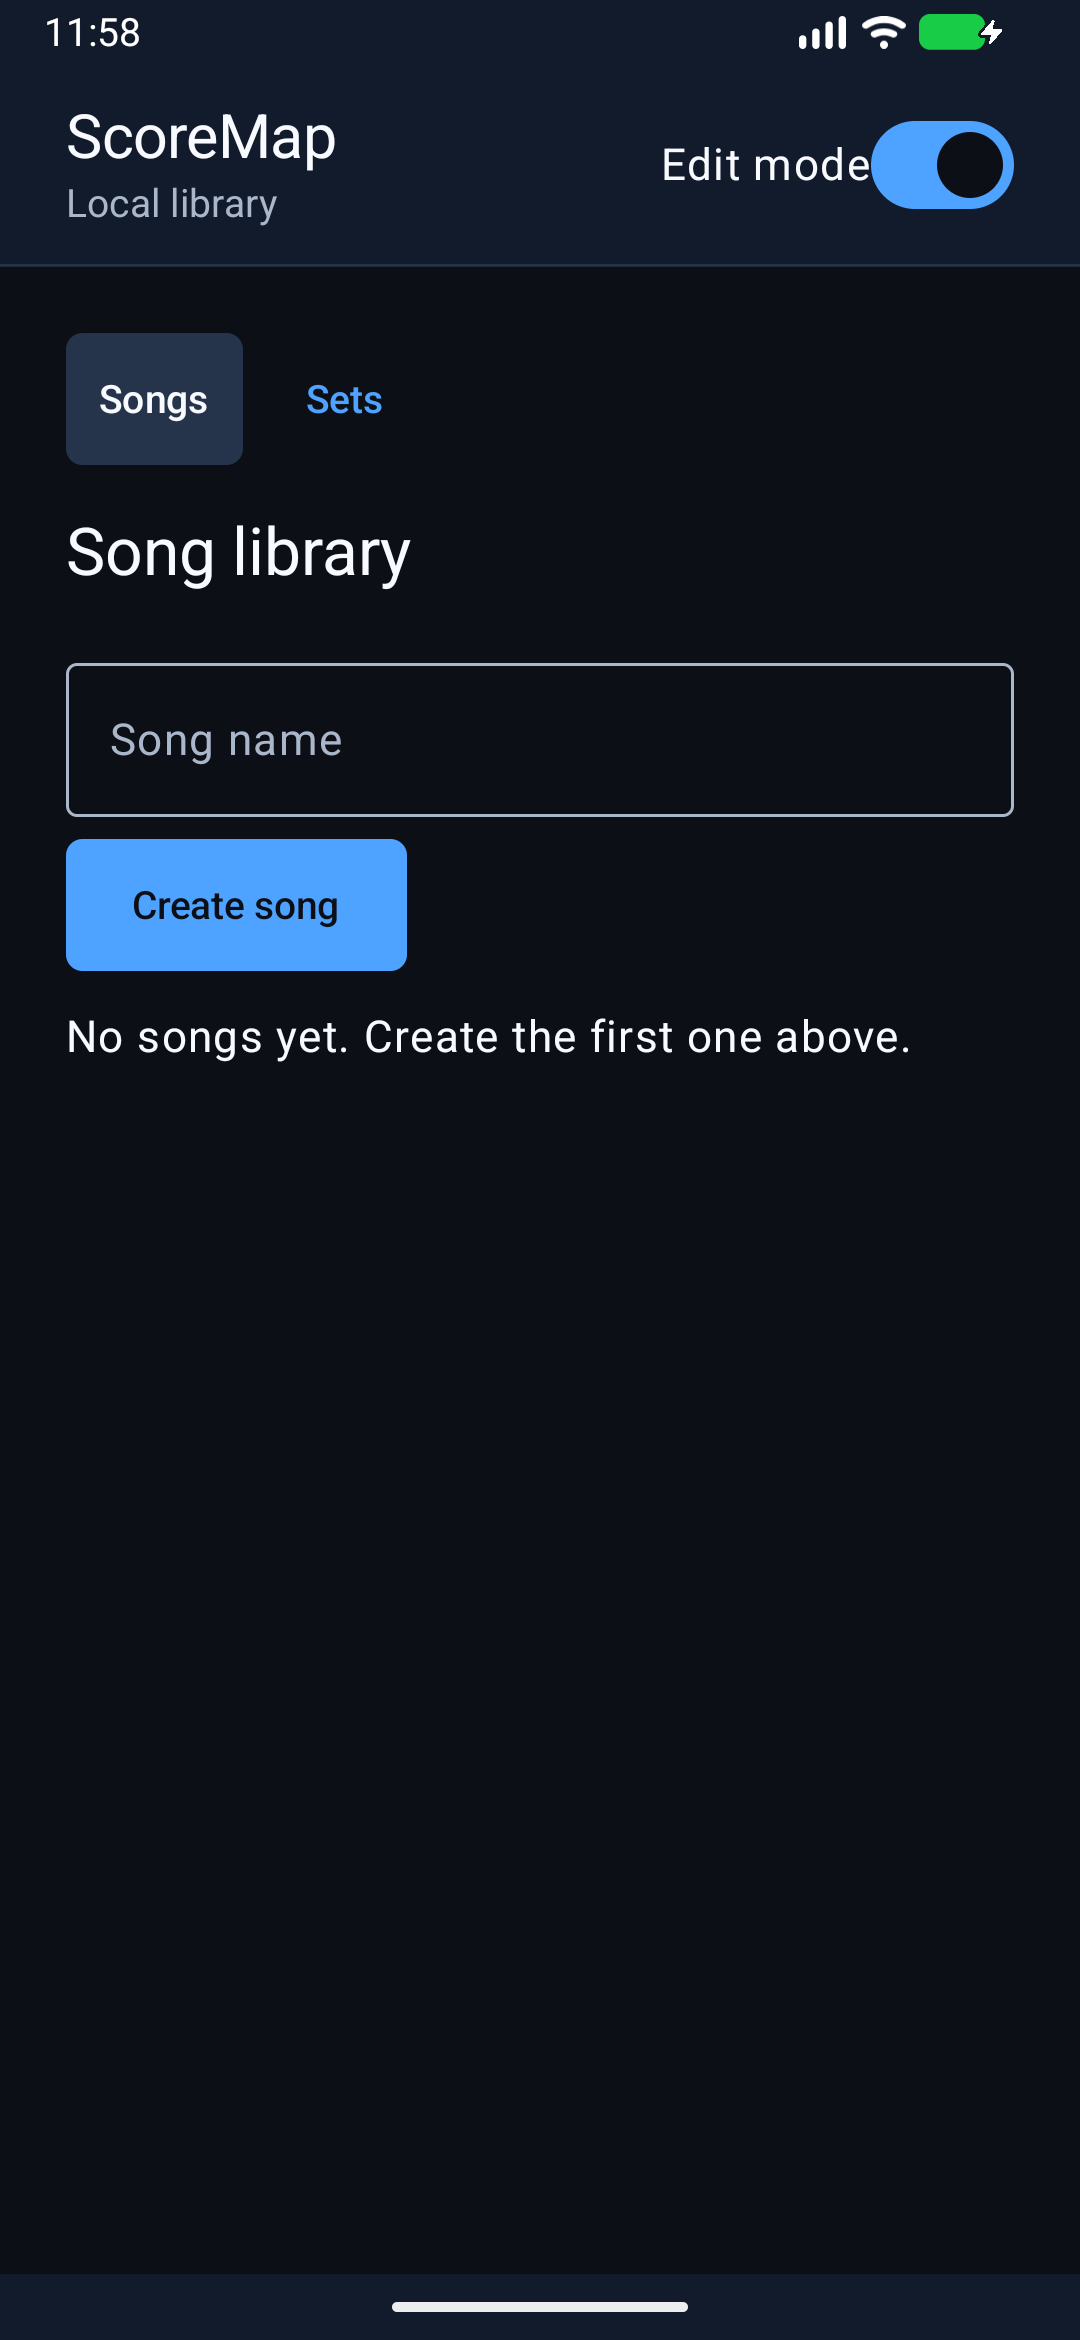 11:58
ScoreMap
Local library
Edit mode
Songs
Sets
Song library
Song name
Create song
No songs yet. Create the first one above.